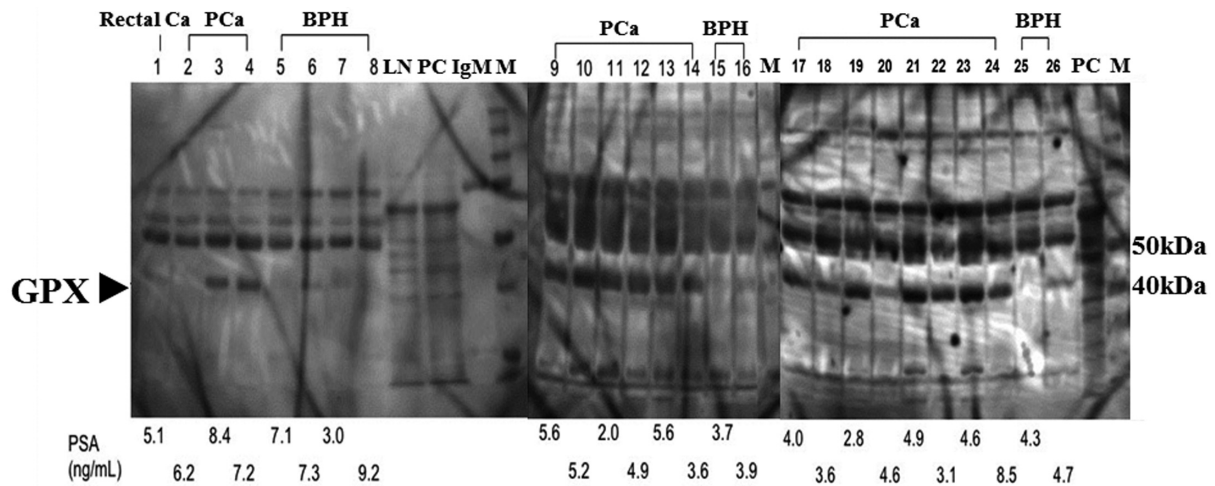 Rectal Ca PCa BPH PCa BPH PCa BPH
1 2 3 4 5 6 7 8 LN PC IgM M 9 10 11 12 13 14 15 16 M 17 18 19 20 21 22 23 24 25 26 PC M
50kDa
GPX 40kDa
5.1 8.4 7.1 3.0 5.6 2.0 5.6 3.7 4.0 2.8 4.9 4.6 4.3
PSA
(ng/mL) 6.2 7.2 7.3 9.2 5.2 4.9 3.6 3.9 3.6 4.6 3.1 8.5 4.7